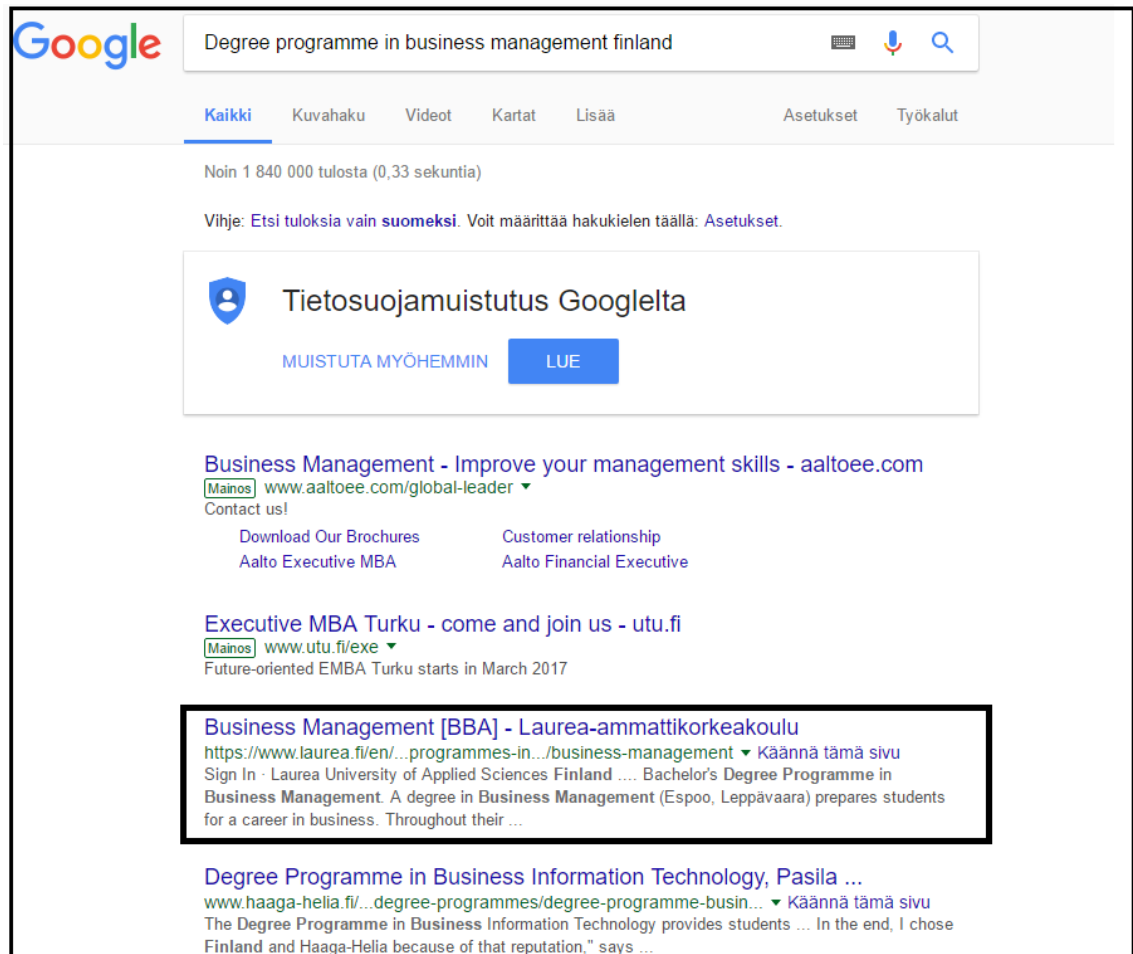 Google
Degree programme in business management finland
Kaikki Kuvahaku Videot Kartat Lisää Asetukset Työkalut
Noin 1 840 000 tulosta (0,33 sekuntia)
Vihje: Etsi tuloksia vain suomeksi. Voit määrittää hakukielen täällä: Asetukset.
Tietosuojamuistutus Googlelta
MUISTUTA MYÖHEMMIN LUE
Business Management - Improve your management skills - aaltoee.com
Mainos www.aaltoee.com/global-leader
Contact us!
Download Our Brochures Customer relationship
Aalto Executive MBA Aalto Financial Executive
Executive MBA Turku - come and join us - utu.fi
Mainos www.utu.fi/exe
Future-oriented EMBA Turku starts in March 2017
Business Management [BBA] - Laurea-ammattikorkeakoulu
https://www.laurea.fi/en/...programmes-in.../business-management Käännä tämä sivu
Sign In · Laurea University of Applied Sciences Finland .... Bachelor's Degree Programme in
Business Management. A degree in Business Management (Espoo, Leppävaara) prepares students
for a career in business. Throughout their ...
Degree Programme in Business Information Technology, Pasila ...
www.haaga-helia.fi/...degree-programmes/degree-programme-busin... Käännä tämä sivu
The Degree Programme in Business Information Technology provides students ... In the end, I chose
Finland and Haaga-Helia because of that reputation," says ...